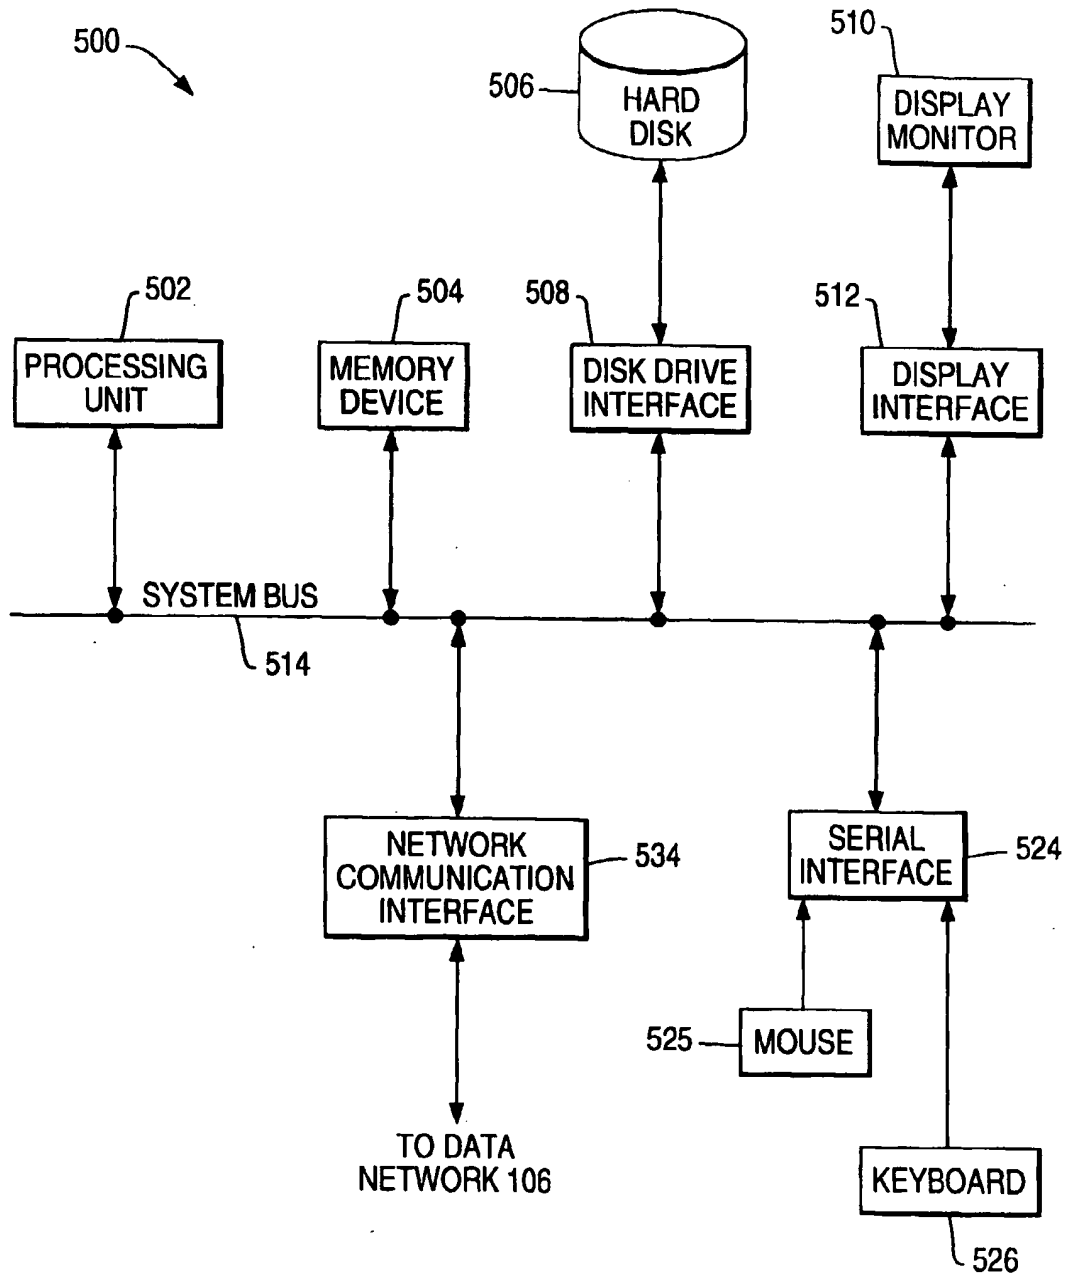 500
506
HARD
DISK
510
DISPLAY
MONITOR
502
PROCESSING
UNIT
504
MEMORY
DEVICE
508
DISK DRIVE
INTERFACE
512
DISPLAY
INTERFACE
SYSTEM BUS
514
NETWORK
COMMUNICATION
INTERFACE
534
SERIAL
INTERFACE
524
525
MOUSE
TO DATA
NETWORK 106
KEYBOARD
526